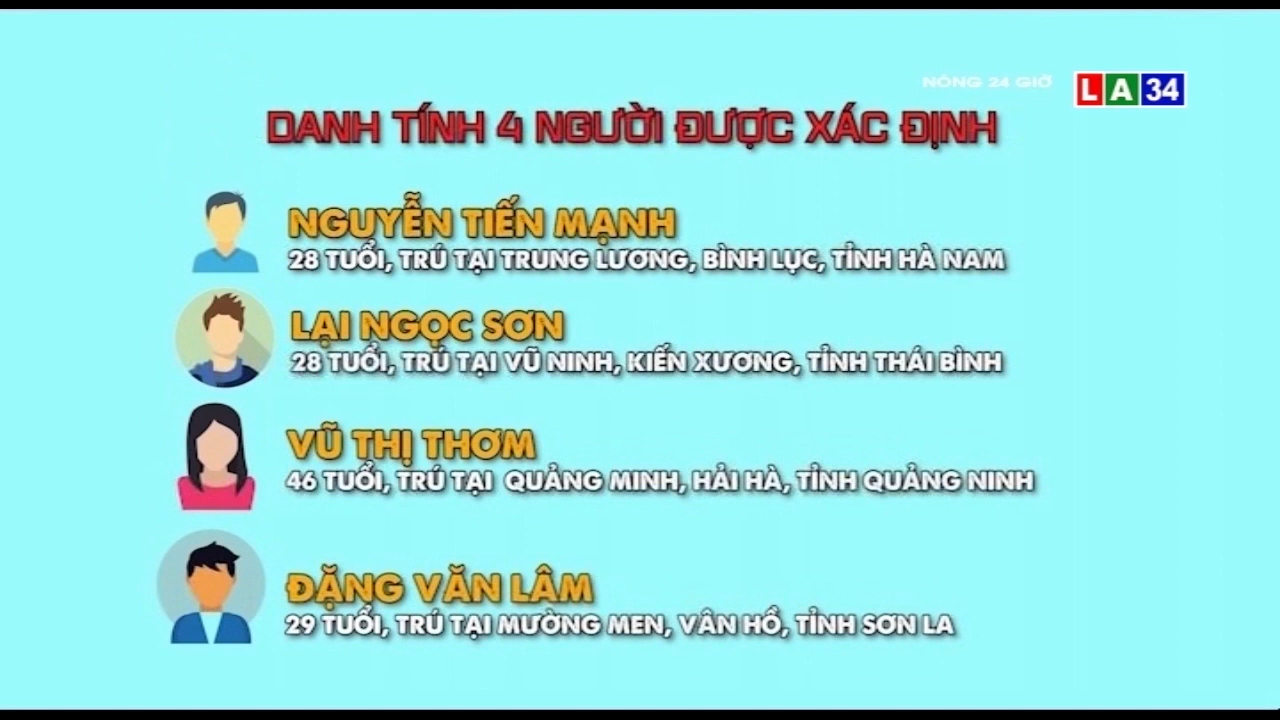 NÓNG 24 GIỜ
LA34
DANH TÍNH 4 NGƯỜI ĐƯỢC XÁC ĐỊNH
NGUYỄN TIẾN MẠNH
28 TUỔI, TRÚ TẠI TRUNG LƯƠNG, BÌNH LỤC, TỈNH HÀ NAM
LẠI NGỌC SƠN
28 TUỔI, TRÚ TẠI VŨ NINH, KIẾN XƯƠNG, TỈNH THÁI BÌNH
VŨ THỊ THƠM
46 TUỔI, TRÚ TẠI QUẢNG MINH, HẢI HÀ, TỈNH QUẢNG NINH
ĐẶNG VĂN LÂM
29 TUỔI, TRÚ TẠI MƯỜNG MEN, VÂN HỒ, TỈNH SƠN LA